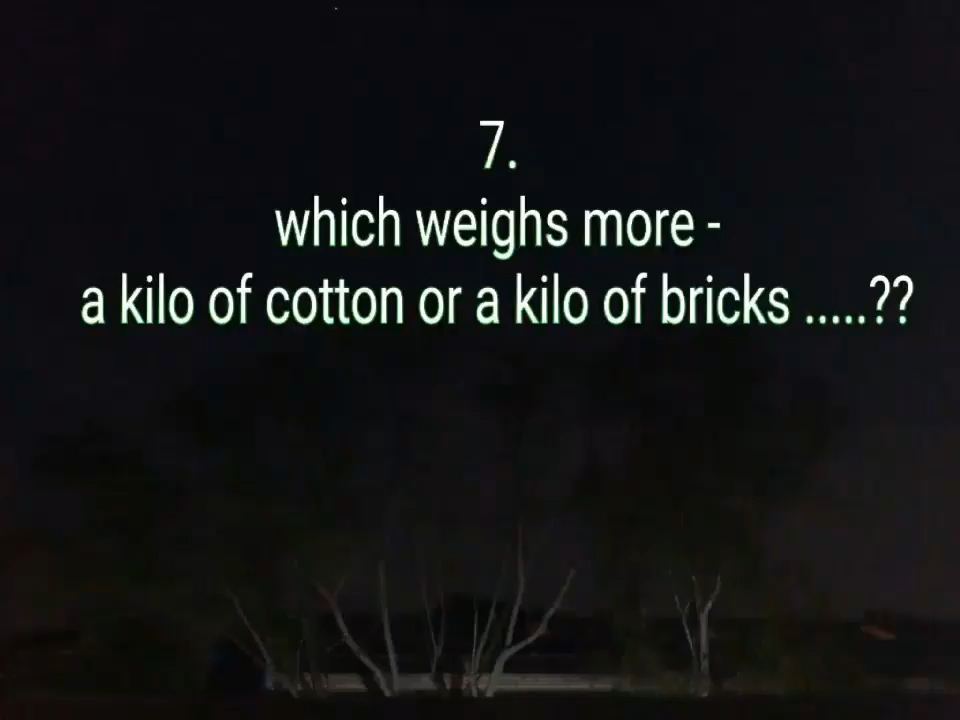 7.
which weighs more -
a kilo of cotton or a kilo of bricks .....??